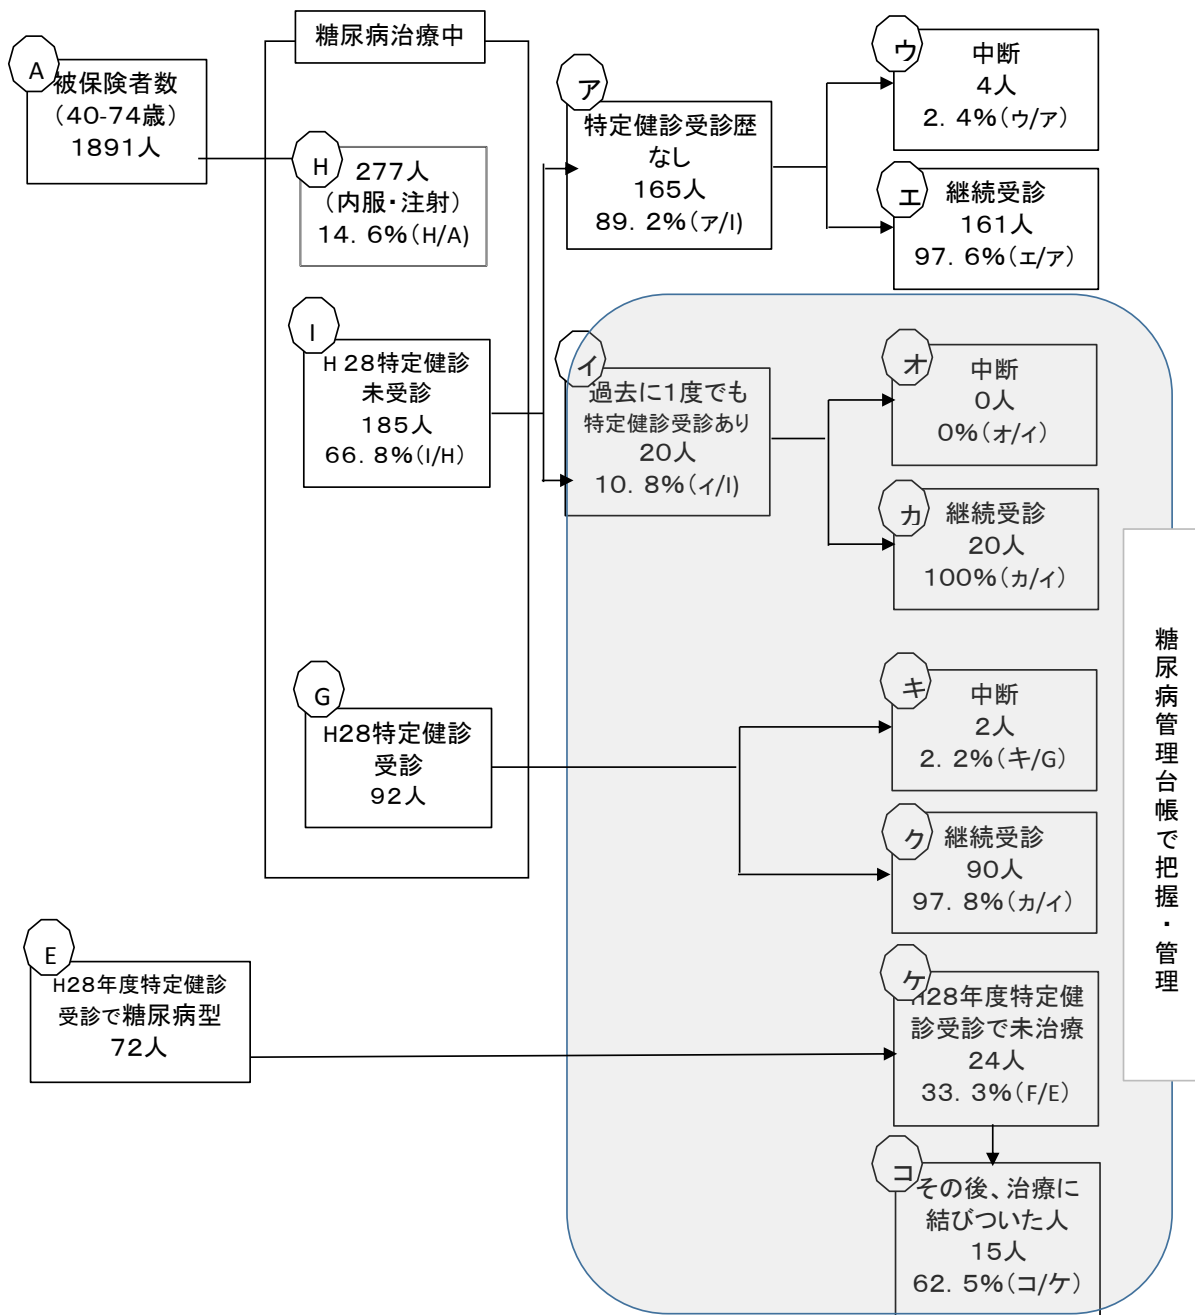 糖尿病治療中
A
被保険者数
（40-74歳）
1891人
H
277人
（内服・注射）
14．6%（H/A)
I
H 28特定健診
未受診
185人
66．8%（I/H)
G
H28特定健診
受診
92人
E
H28年度特定健診
受診で糖尿病型
72人
ア
特定健診受診歴
なし
165人
89．2%（ア/I)
イ
過去に1度でも
特定健診受診あり
20人
10．8%（イ/I)
ウ
中断
4人
2．4%（ウ/ア）
エ
継続受診
161人
97．6%（エ/ア）
オ
中断
0人
0%（オ/イ）
カ
継続受診
20人
100%（カ/イ）
キ
中断
2人
2．2%（キ/G)
ク
継続受診
90人
97．8%（カ/イ）
ケ
H28年度特定健
診受診で未治療
24人
33．3%（F/E)
コ
その後、治療に
結びついた人
15人
62．5%（コ/ケ）
糖尿病管理台帳で把握・管理